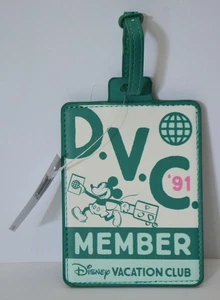 D.V.C.
'91
MEMBER
Disney VACATION CLUB